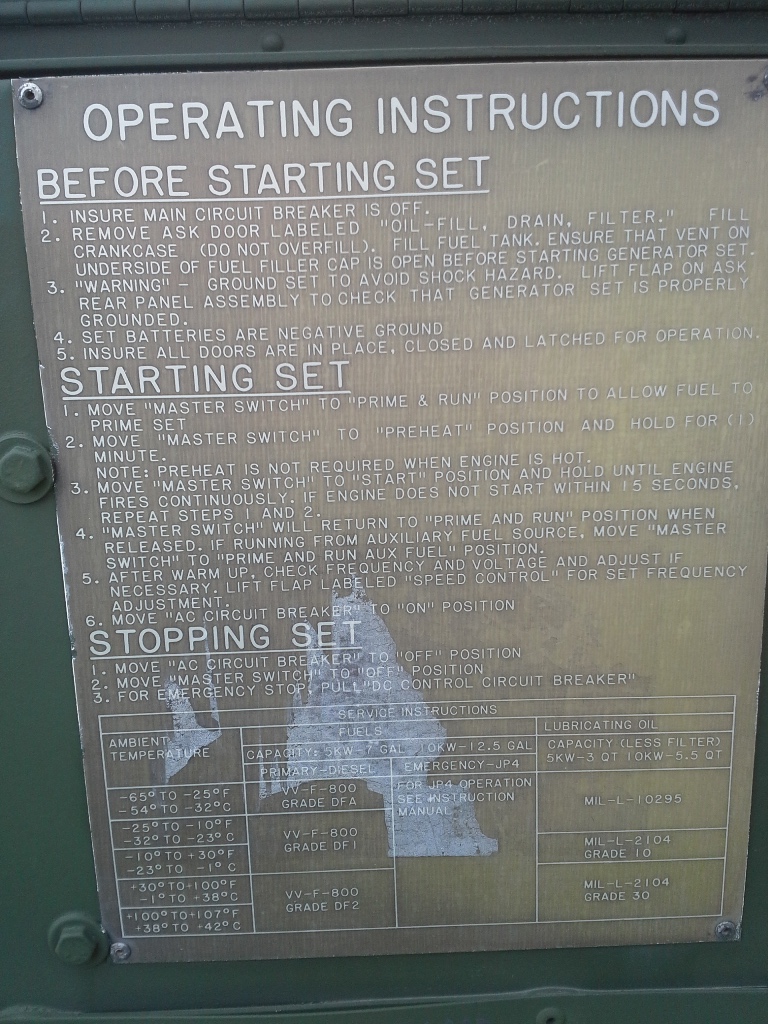 OPERATING INSTRUCTIONS
BEFORE STARTING SET
1. INSURE MAIN CIRCUIT BREAKER IS OFF.
2. REMOVE ASK DOOR LABELED "OIL-FILL, DRAIN, FILTER." FILL
CRANKCASE (DO NOT OVERFILL). FILL FUEL TANK. ENSURE THAT VENT ON
UNDERSIDE OF FUEL FILLER CAP IS OPEN BEFORE STARTING GENERATOR SET.
3. "WARNING" - GROUND SET TO AVOID SHOCK HAZARD. LIFT FLAP ON ASK
REAR PANEL ASSEMBLY TO CHECK THAT GENERATOR SET IS PROPERLY
GROUNDED.
4. SET BATTERIES ARE NEGATIVE GROUND
5. INSURE ALL DOORS ARE IN PLACE, CLOSED AND LATCHED FOR OPERATION.
STARTING SET
1. MOVE "MASTER SWITCH" TO "PRIME & RUN" POSITION TO ALLOW FUEL TO
PRIME SET
2. MOVE "MASTER SWITCH" TO "PREHEAT" POSITION AND HOLD FOR (1)
MINUTE.
NOTE: PREHEAT IS NOT REQUIRED WHEN ENGINE IS HOT.
3. MOVE "MASTER SWITCH" TO "START" POSITION AND HOLD UNTIL ENGINE
FIRES CONTINUOUSLY. IF ENGINE DOES NOT START WITHIN 15 SECONDS,
REPEAT STEPS 1 AND 2.
4. "MASTER SWITCH" WILL RETURN TO "PRIME AND RUN" POSITION WHEN
RELEASED. IF RUNNING FROM AUXILIARY FUEL SOURCE, MOVE "MASTER
SWITCH" TO "PRIME AND RUN AUX FUEL" POSITION.
5. AFTER WARM UP, CHECK FREQUENCY AND VOLTAGE AND ADJUST IF
NECESSARY. LIFT FLAP LABELED "SPEED CONTROL" FOR SET FREQUENCY
ADJUSTMENT.
6. MOVE "AC CIRCUIT BREAKER" TO "ON" POSITION
STOPPING SET
1. MOVE "AC CIRCUIT BREAKER" TO "OFF" POSITION
2. MOVE "MASTER SWITCH" TO "OFF" POSITION
3. FOR EMERGENCY STOP, PULL "DC CONTROL CIRCUIT BREAKER"
SERVICE INSTRUCTIONS
AMBIENT
TEMPERATURE
FUELS
CAPACITY: 5KW-7 GAL 10KW-12.5 GAL
PRIMARY-DIESEL
EMERGENCY-JP4
LUBRICATING OIL
CAPACITY (LESS FILTER)
5KW-3 QT 10KW-5.5 QT
-65° TO -25°F
-54° TO -32°C
VV-F-800
GRADE DFA
FOR JP4 OPERATION
SEE INSTRUCTION
MANUAL
MIL-L-10295
-25° TO -10°F
-32° TO -23°C
VV-F-800
GRADE DF1
-10° TO +30°F
-23° TO -1°C
MIL-L-2104
GRADE 10
+30° TO +100°F
-1° TO +38°C
VV-F-800
GRADE DF2
MIL-L-2104
GRADE 30
+100° TO +107°F
+38° TO +42°C